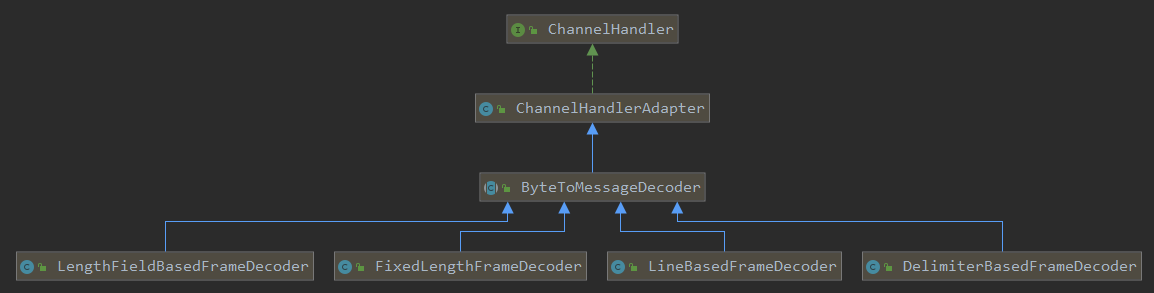 I ChannelHandler
C ChannelHandlerAdapter
C ByteToMessageDecoder
C LengthFieldBasedFrameDecoder
C FixedLengthFrameDecoder
C LineBasedFrameDecoder
C DelimiterBasedFrameDecoder